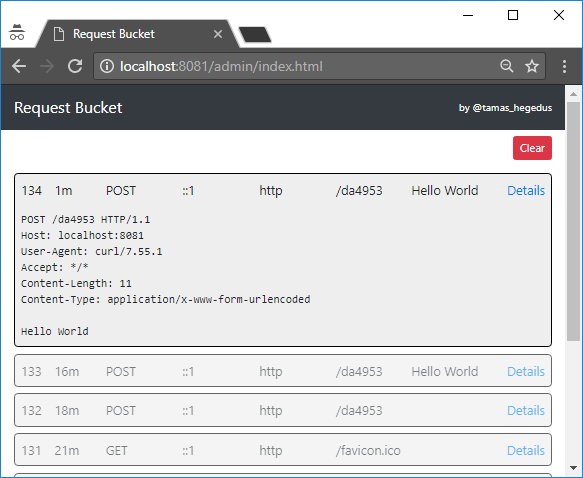 Request Bucket
localhost:8081/admin/index.html
Request Bucket by @tamas_hegedus
Clear
134 1m POST ::1 http /da4953 Hello World Details
POST /da4953 HTTP/1.1
Host: localhost:8081
User-Agent: curl/7.55.1
Accept: */*
Content-Length: 11
Content-Type: application/x-www-form-urlencoded
Hello World
133 16m POST ::1 http /da4953 Hello World Details
132 18m POST ::1 http /da4953 Details
131 21m GET ::1 http /favicon.ico Details